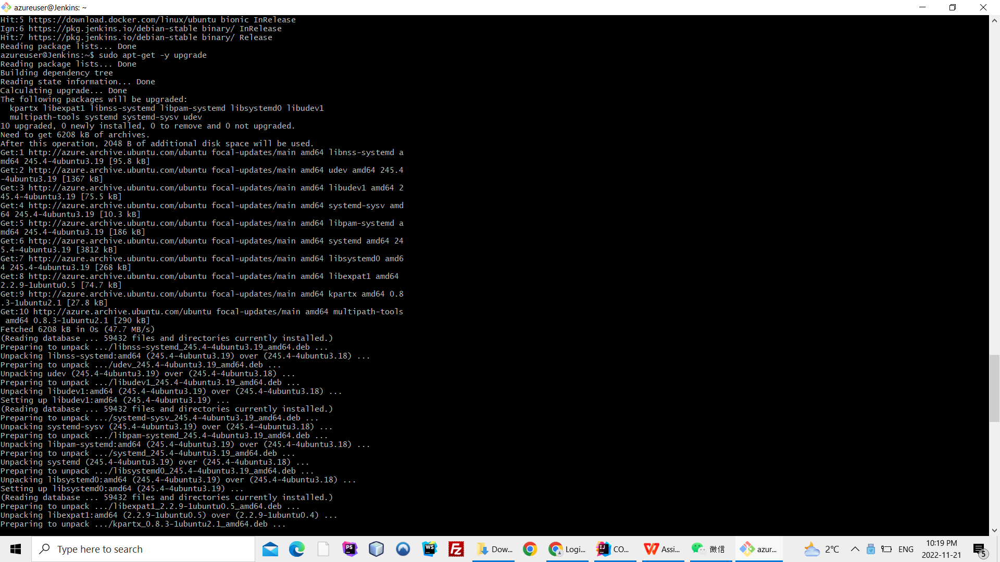 azureuser@Jenkins: ~
Hit:5 https://download.docker.com/linux/ubuntu bionic InRelease
Ign:6 https://pkg.jenkins.io/debian-stable binary/ InRelease
Hit:7 https://pkg.jenkins.io/debian-stable binary/ Release
Reading package lists... Done
azureuser@Jenkins:~$ sudo apt-get -y upgrade
Reading package lists... Done
Building dependency tree
Reading state information... Done
Calculating upgrade... Done
The following packages will be upgraded:
  kpartx libexpat1 libnss-systemd libpam-systemd libsystemd0 libudev1
  multipath-tools systemd systemd-sysv udev
10 upgraded, 0 newly installed, 0 to remove and 0 not upgraded.
Need to get 6208 kB of archives.
After this operation, 2048 B of additional disk space will be used.
Get:1 http://azure.archive.ubuntu.com/ubuntu focal-updates/main amd64 libnss-systemd a
md64 245.4-4ubuntu3.19 [95.8 kB]
Get:2 http://azure.archive.ubuntu.com/ubuntu focal-updates/main amd64 udev amd64 245.4
-4ubuntu3.19 [1367 kB]
Get:3 http://azure.archive.ubuntu.com/ubuntu focal-updates/main amd64 libudev1 amd64 2
45.4-4ubuntu3.19 [75.5 kB]
Get:4 http://azure.archive.ubuntu.com/ubuntu focal-updates/main amd64 systemd-sysv amd
64 245.4-4ubuntu3.19 [10.3 kB]
Get:5 http://azure.archive.ubuntu.com/ubuntu focal-updates/main amd64 libpam-systemd a
md64 245.4-4ubuntu3.19 [186 kB]
Get:6 http://azure.archive.ubuntu.com/ubuntu focal-updates/main amd64 systemd amd64 24
5.4-4ubuntu3.19 [3812 kB]
Get:7 http://azure.archive.ubuntu.com/ubuntu focal-updates/main amd64 libsystemd0 amd6
4 245.4-4ubuntu3.19 [268 kB]
Get:8 http://azure.archive.ubuntu.com/ubuntu focal-updates/main amd64 libexpat1 amd64
2.2.9-1ubuntu0.5 [74.7 kB]
Get:9 http://azure.archive.ubuntu.com/ubuntu focal-updates/main amd64 kpartx amd64 0.8
.3-1ubuntu2.1 [27.8 kB]
Get:10 http://azure.archive.ubuntu.com/ubuntu focal-updates/main amd64 multipath-tools
 amd64 0.8.3-1ubuntu2.1 [290 kB]
Fetched 6208 kB in 0s (47.7 MB/s)
(Reading database ... 59432 files and directories currently installed.)
Preparing to unpack .../libnss-systemd_245.4-4ubuntu3.19_amd64.deb ...
Unpacking libnss-systemd:amd64 (245.4-4ubuntu3.19) over (245.4-4ubuntu3.18) ...
Preparing to unpack .../udev_245.4-4ubuntu3.19_amd64.deb ...
Unpacking udev (245.4-4ubuntu3.19) over (245.4-4ubuntu3.18) ...
Preparing to unpack .../libudev1_245.4-4ubuntu3.19_amd64.deb ...
Unpacking libudev1:amd64 (245.4-4ubuntu3.19) over (245.4-4ubuntu3.18) ...
Setting up libudev1:amd64 (245.4-4ubuntu3.19) ...
(Reading database ... 59432 files and directories currently installed.)
Preparing to unpack .../systemd-sysv_245.4-4ubuntu3.19_amd64.deb ...
Unpacking systemd-sysv (245.4-4ubuntu3.19) over (245.4-4ubuntu3.18) ...
Preparing to unpack .../libpam-systemd_245.4-4ubuntu3.19_amd64.deb ...
Unpacking libpam-systemd:amd64 (245.4-4ubuntu3.19) over (245.4-4ubuntu3.18) ...
Preparing to unpack .../systemd_245.4-4ubuntu3.19_amd64.deb ...
Unpacking systemd (245.4-4ubuntu3.19) over (245.4-4ubuntu3.18) ...
Preparing to unpack .../libsystemd0_245.4-4ubuntu3.19_amd64.deb ...
Unpacking libsystemd0:amd64 (245.4-4ubuntu3.19) over (245.4-4ubuntu3.18) ...
Setting up libsystemd0:amd64 (245.4-4ubuntu3.19) ...
(Reading database ... 59432 files and directories currently installed.)
Preparing to unpack .../libexpat1_2.2.9-1ubuntu0.5_amd64.deb ...
Unpacking libexpat1:amd64 (2.2.9-1ubuntu0.5) over (2.2.9-1ubuntu0.4) ...
Preparing to unpack .../kpartx_0.8.3-1ubuntu2.1_amd64.deb ...
Type here to search PS WS FZ Dow... Logi... IJ CO... Assi... 微信 azur... 2°C ENG 10:19 PM 5
2022-11-21